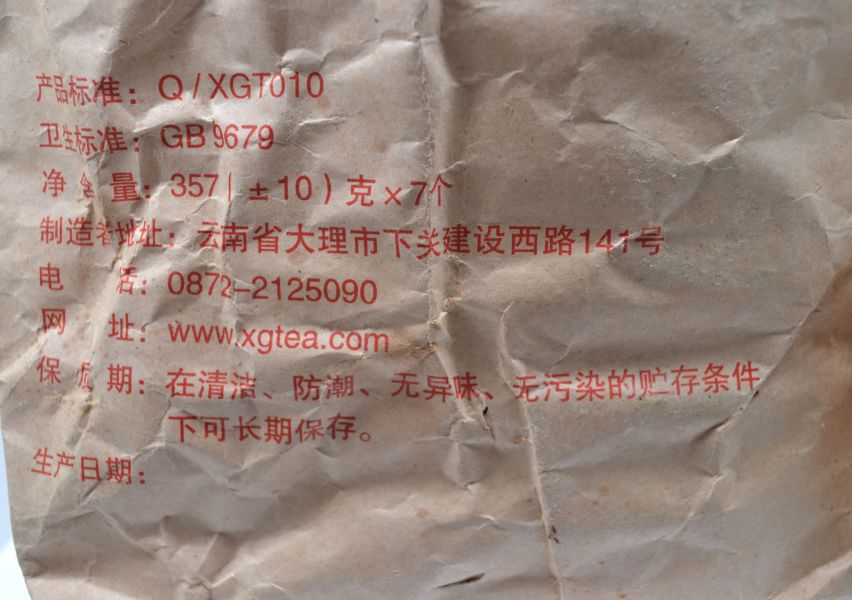 产品标准：Q/XGT010
卫生标准：GB 9679
净含量：357(±10)克×7个
制造者地址：云南省大理市下关建设西路141号
电 话：0872-2125090
网 址：www.xgtea.com
保质期：在清洁、防潮、无异味、无污染的贮存条件
下可长期保存。
生产日期：